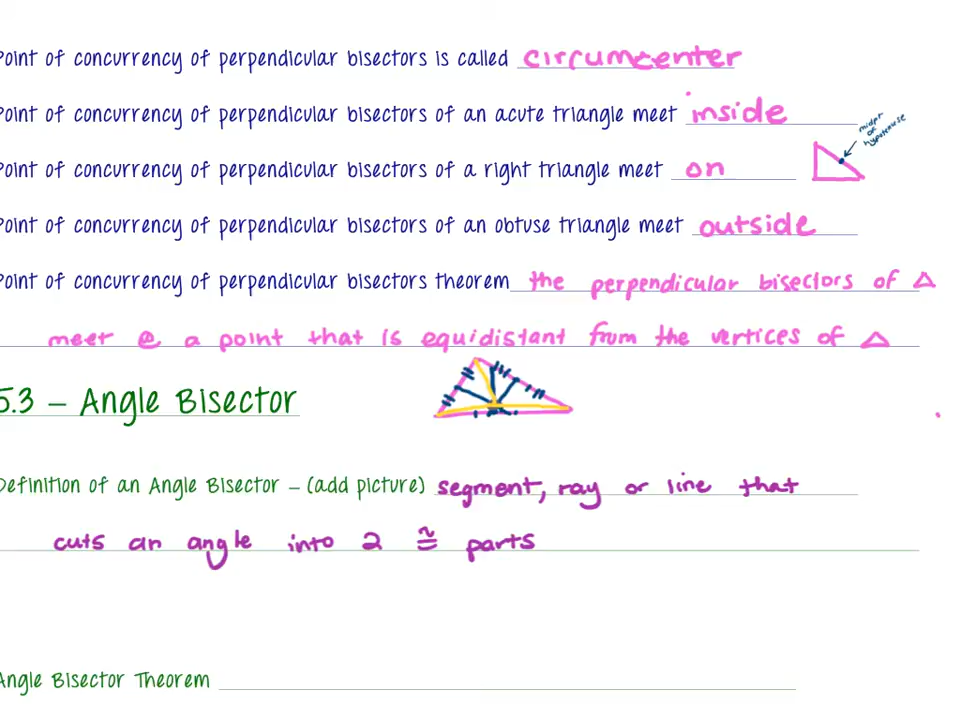 Point of concurrency of perpendicular bisectors is called circumcenter
Point of concurrency of perpendicular bisectors of an acute triangle meet inside
midpt of hypotenuse
Point of concurrency of perpendicular bisectors of a right triangle meet on
Point of concurrency of perpendicular bisectors of an obtuse triangle meet outside
Point of concurrency of perpendicular bisectors theorem the perpendicular bisectors of △
meet @ a point that is equidistant from the vertices of △
5.3 – Angle Bisector
Definition of an Angle Bisector – (add picture) segment, ray or line that
cuts an angle into 2 ≅ parts
Angle Bisector Theorem